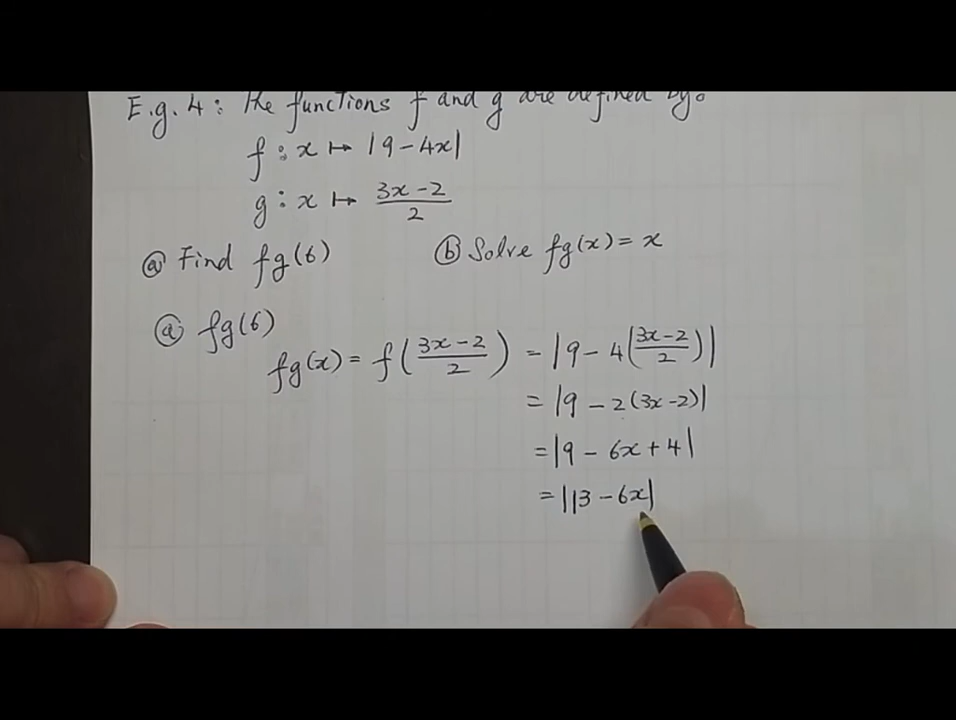 E.g. 4: The functions f and g are defined by:
f : x ↦ |9 - 4x|
g : x ↦ (3x - 2)/2
ⓐ Find fg(6) ⓑ Solve fg(x) = x
ⓐ fg(6)
fg(x) = f((3x - 2)/2) = |9 - 4((3x - 2)/2)|
= |9 - 2(3x - 2)|
= |9 - 6x + 4|
= |13 - 6x|